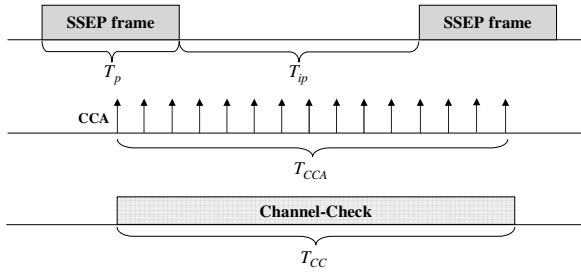 SSEP frame SSEP frame
T_p T_ip
CCA
T_CCA
Channel-Check
T_CC